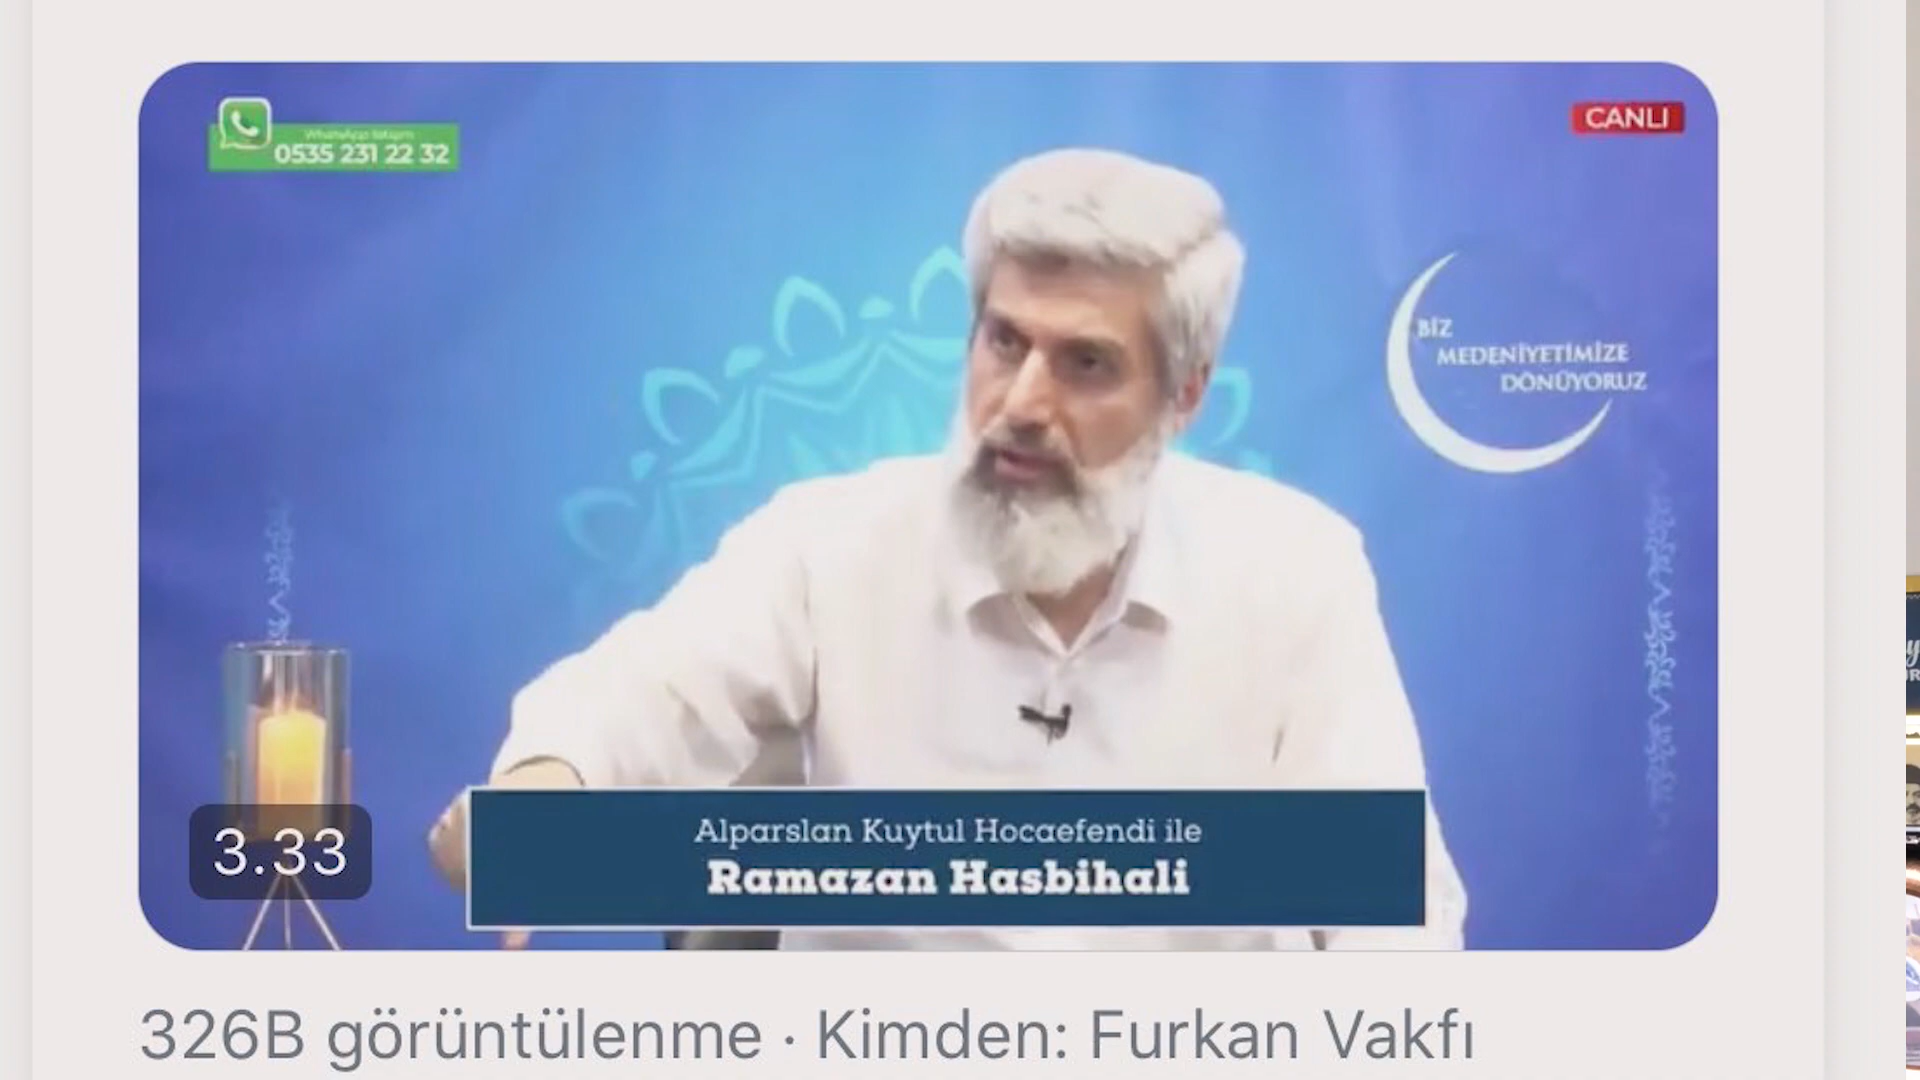 WhatsApp İletişim
0535 231 22 32
CANLI
BİZ
MEDENİYETİMİZE
DÖNÜYORUZ
3.33
Alparslan Kuytul Hocaefendi ile
Ramazan Hasbihali
326B görüntülenme · Kimden: Furkan Vakfı